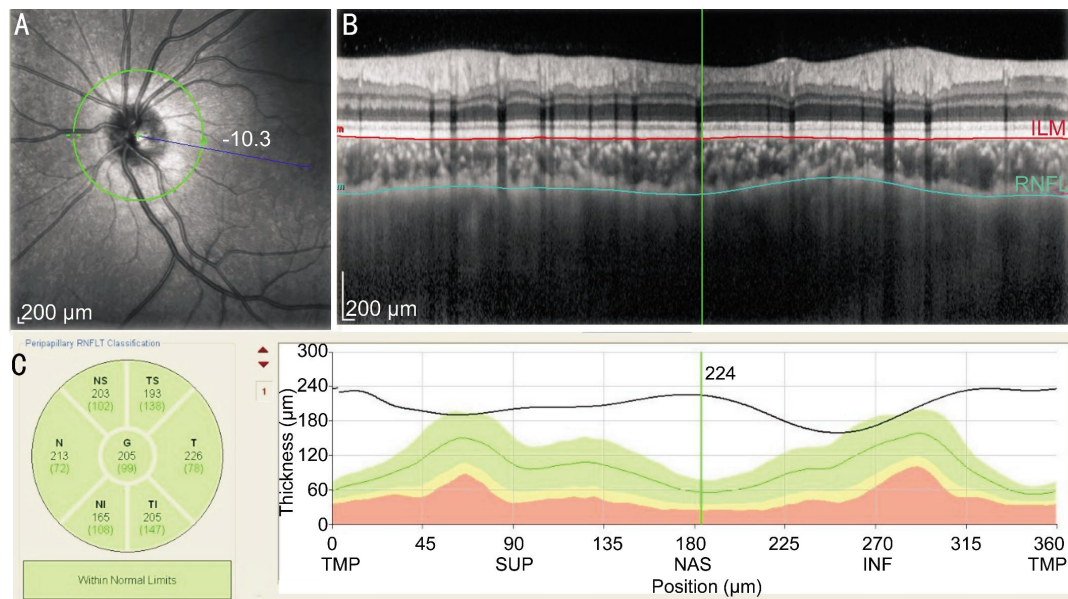 A
-10.3
200 µm
B
ILM
RNFL
200 µm
C
Peripapillary RNFLT Classification
NS
203
(102)
TS
193
(138)
N
213
(72)
G
205
(99)
T
226
(78)
NI
165
(108)
TI
205
(147)
Within Normal Limits
1
Thickness (µm)
300
240
180
120
60
0
224
0 45 90 135 180 225 270 315 360
TMP SUP NAS INF TMP
Position (µm)